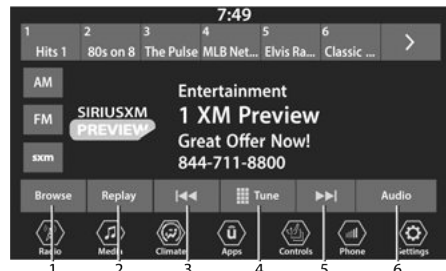 7:49
1 2 3 4 5 6
Hits 1 80s on 8 The Pulse MLB Net... Elvis Ra... Classic ...
AM
FM
sxm
SIRIUSXM
PREVIEW
Entertainment
1 XM Preview
Great Offer Now!
844-711-8800
Browse Replay Tune Audio
Radio Media Climate Apps Controls Phone Settings
1 2 3 4 5 6